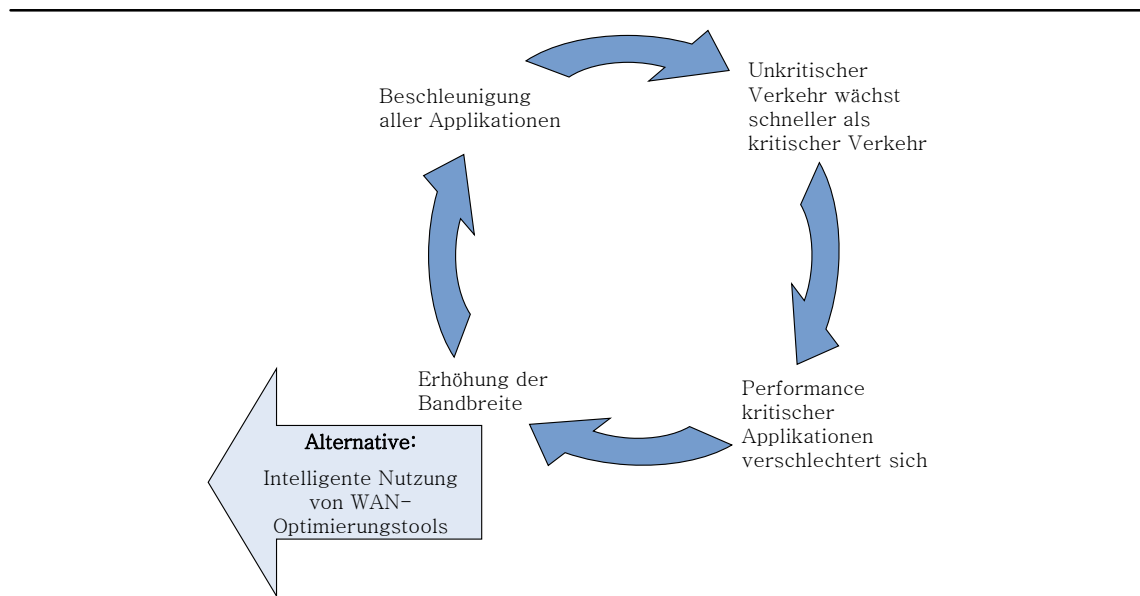 Beschleunigung
aller Applikationen
Unkritischer
Verkehr wächst
schneller als
kritischer Verkehr
Performance
kritischer
Applikationen
verschlechtert sich
Erhöhung der
Bandbreite
Alternative:
Intelligente Nutzung
von WAN-
Optimierungstools